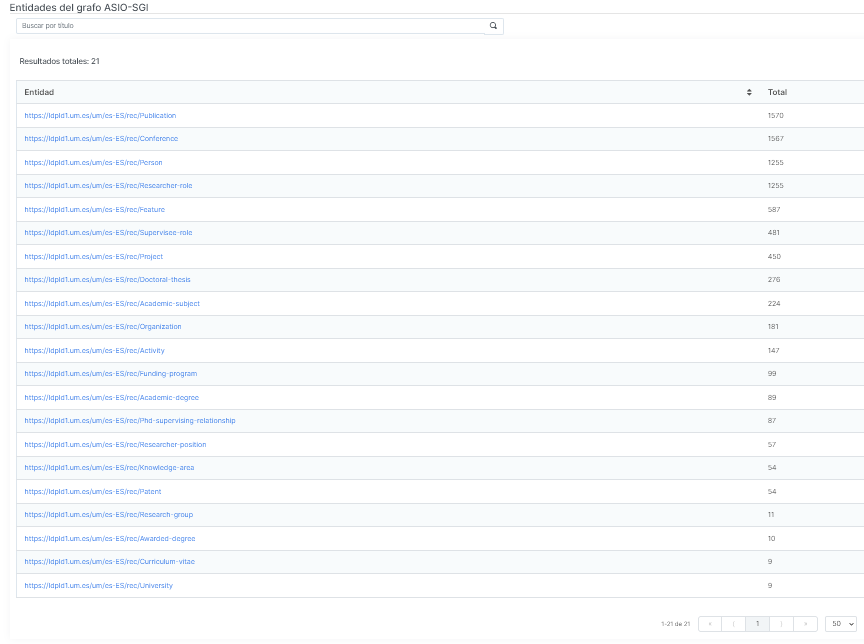 Entidades del grafo ASIO-SGI
Buscar por título
Resultados totales: 21
Entidad Total
https://ldpld1.um.es/um/es-ES/rec/Publication 1570
https://ldpld1.um.es/um/es-ES/rec/Conference 1567
https://ldpld1.um.es/um/es-ES/rec/Person 1255
https://ldpld1.um.es/um/es-ES/rec/Researcher-role 1255
https://ldpld1.um.es/um/es-ES/rec/Feature 587
https://ldpld1.um.es/um/es-ES/rec/Supervisee-role 481
https://ldpld1.um.es/um/es-ES/rec/Project 450
https://ldpld1.um.es/um/es-ES/rec/Doctoral-thesis 276
https://ldpld1.um.es/um/es-ES/rec/Academic-subject 224
https://ldpld1.um.es/um/es-ES/rec/Organization 181
https://ldpld1.um.es/um/es-ES/rec/Activity 147
https://ldpld1.um.es/um/es-ES/rec/Funding-program 99
https://ldpld1.um.es/um/es-ES/rec/Academic-degree 89
https://ldpld1.um.es/um/es-ES/rec/Phd-supervising-relationship 87
https://ldpld1.um.es/um/es-ES/rec/Researcher-position 57
https://ldpld1.um.es/um/es-ES/rec/Knowledge-area 54
https://ldpld1.um.es/um/es-ES/rec/Patent 54
https://ldpld1.um.es/um/es-ES/rec/Research-group 11
https://ldpld1.um.es/um/es-ES/rec/Awarded-degree 10
https://ldpld1.um.es/um/es-ES/rec/Curriculum-vitae 9
https://ldpld1.um.es/um/es-ES/rec/University 9
1-21 de 21 1 50